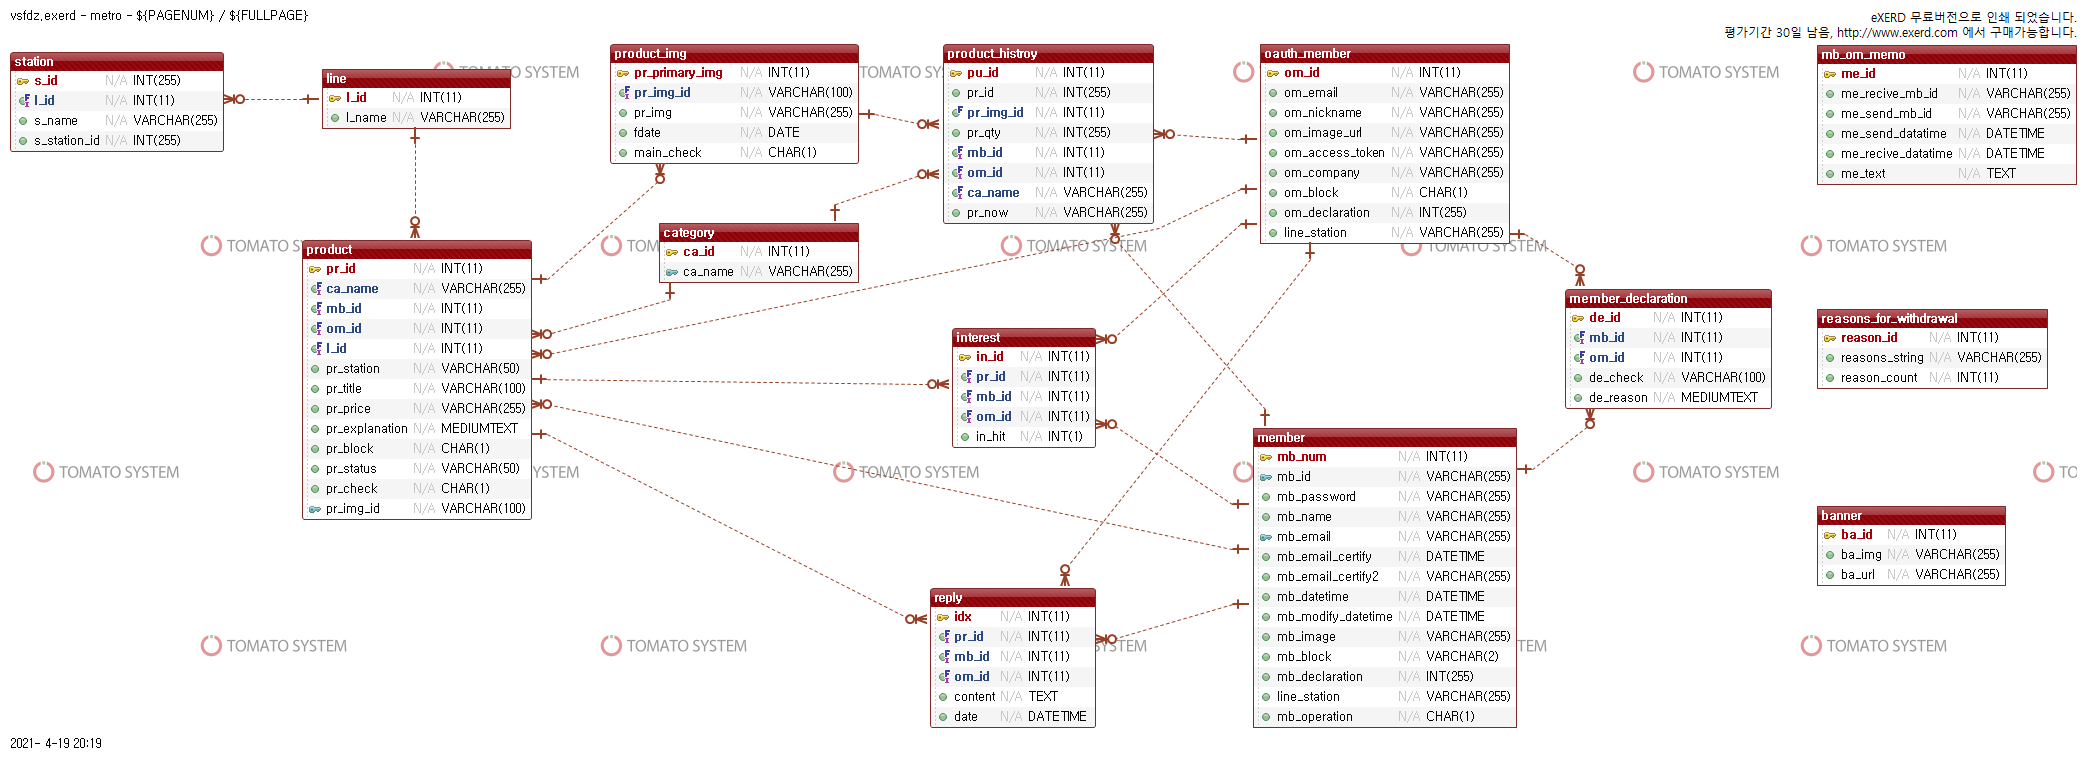 vsfdz.exerd - metro - ${PAGENUM} / ${FULLPAGE}
eXERD 무료버전으로 인쇄 되었습니다.
평가기간 30일 남음, http://www.exerd.com 에서 구매가능합니다.
station
s_id N/A INT(255)
l_id N/A INT(11)
s_name N/A VARCHAR(255)
s_station_id N/A INT(255)
line
l_id N/A INT(11)
l_name N/A VARCHAR(255)
product_img
pr_primary_img N/A INT(11)
pr_img_id N/A VARCHAR(100)
pr_img N/A VARCHAR(255)
fdate N/A DATE
main_check N/A CHAR(1)
product_histroy
pu_id N/A INT(11)
pr_id N/A INT(255)
pr_img_id N/A INT(11)
pr_qty N/A INT(255)
mb_id N/A INT(11)
om_id N/A INT(11)
ca_name N/A VARCHAR(255)
pr_now N/A VARCHAR(255)
oauth_member
om_id N/A INT(11)
om_email N/A VARCHAR(255)
om_nickname N/A VARCHAR(255)
om_image_url N/A VARCHAR(255)
om_access_token N/A VARCHAR(255)
om_company N/A VARCHAR(255)
om_block N/A CHAR(1)
om_declaration N/A INT(255)
line_station N/A VARCHAR(255)
mb_om_memo
me_id N/A INT(11)
me_recive_mb_id N/A VARCHAR(255)
me_send_mb_id N/A VARCHAR(255)
me_send_datatime N/A DATETIME
me_recive_datatime N/A DATETIME
me_text N/A TEXT
category
ca_id N/A INT(11)
ca_name N/A VARCHAR(255)
product
pr_id N/A INT(11)
ca_name N/A VARCHAR(255)
mb_id N/A INT(11)
om_id N/A INT(11)
l_id N/A INT(11)
pr_station N/A VARCHAR(50)
pr_title N/A VARCHAR(100)
pr_price N/A VARCHAR(255)
pr_explanation N/A MEDIUMTEXT
pr_block N/A CHAR(1)
pr_status N/A VARCHAR(50)
pr_check N/A CHAR(1)
pr_img_id N/A VARCHAR(100)
interest
in_id N/A INT(11)
pr_id N/A INT(11)
mb_id N/A INT(11)
om_id N/A INT(11)
in_hit N/A INT(1)
member_declaration
de_id N/A INT(11)
mb_id N/A INT(11)
om_id N/A INT(11)
de_check N/A VARCHAR(100)
de_reason N/A MEDIUMTEXT
reasons_for_withdrawal
reason_id N/A INT(11)
reasons_string N/A VARCHAR(255)
reason_count N/A INT(11)
member
mb_num N/A INT(11)
mb_id N/A VARCHAR(255)
mb_password N/A VARCHAR(255)
mb_name N/A VARCHAR(255)
mb_email N/A VARCHAR(255)
mb_email_certify N/A DATETIME
mb_email_certify2 N/A VARCHAR(255)
mb_datetime N/A DATETIME
mb_modify_datetime N/A DATETIME
mb_image N/A VARCHAR(255)
mb_block N/A VARCHAR(2)
mb_declaration N/A INT(255)
line_station N/A VARCHAR(255)
mb_operation N/A CHAR(1)
banner
ba_id N/A INT(11)
ba_img N/A VARCHAR(255)
ba_url N/A VARCHAR(255)
reply
idx N/A INT(11)
pr_id N/A INT(11)
mb_id N/A INT(11)
om_id N/A INT(11)
content N/A TEXT
date N/A DATETIME
TOMATO SYSTEM
2021- 4-19 20:19